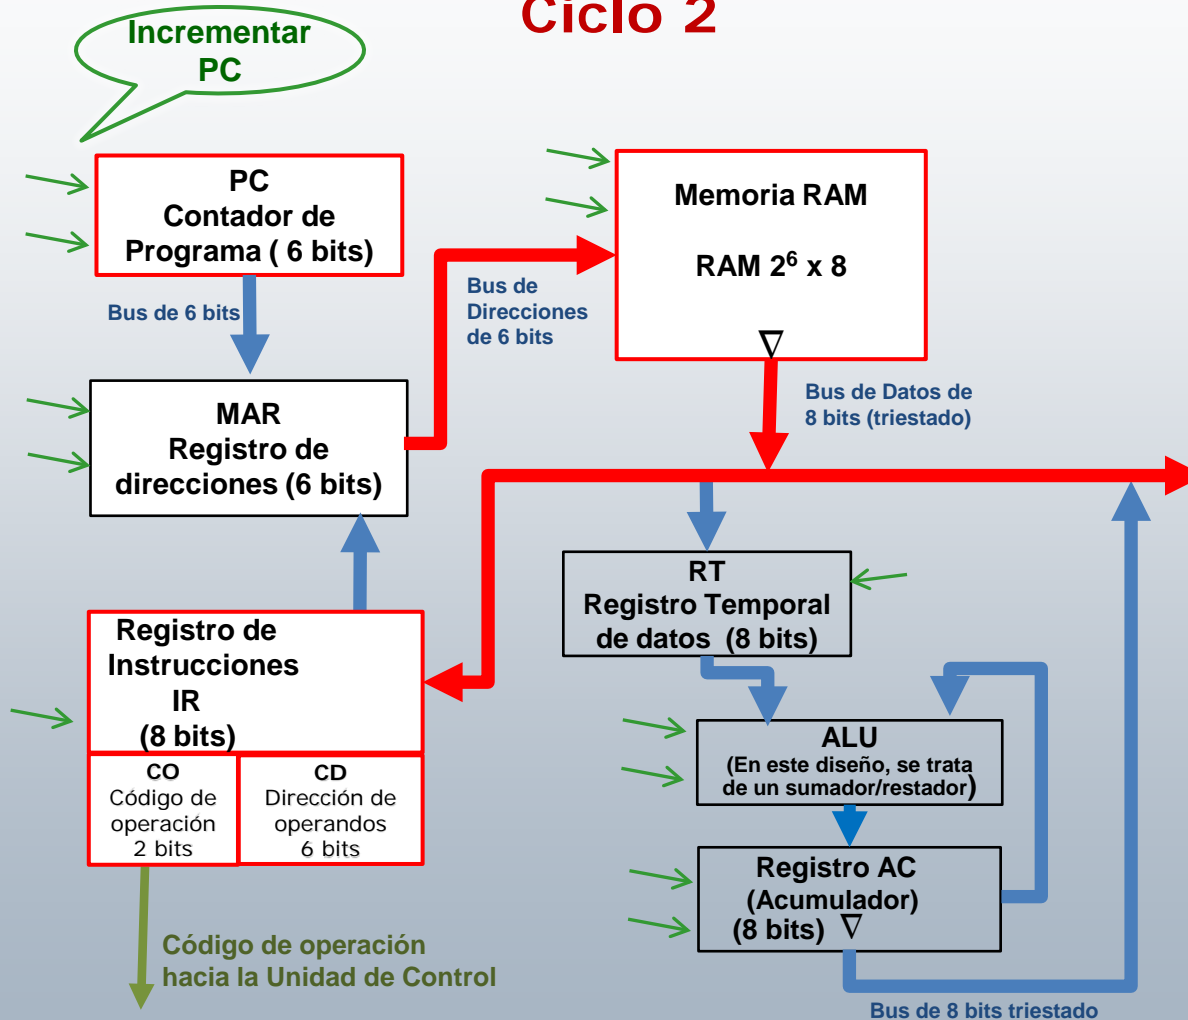 Ciclo 2
Incrementar
PC
PC
Contador de
Programa ( 6 bits)
Bus de 6 bits
MAR
Registro de
direcciones (6 bits)
Bus de
Direcciones
de 6 bits
Memoria RAM
RAM 2⁶ x 8
Bus de Datos de
8 bits (triestado)
RT
Registro Temporal
de datos (8 bits)
Registro de
Instrucciones
IR
(8 bits)
CO
Código de
operación
2 bits
CD
Dirección de
operandos
6 bits
ALU
(En este diseño, se trata
de un sumador/restador)
Registro AC
(Acumulador)
(8 bits)
Código de operación
hacia la Unidad de Control
Bus de 8 bits triestado